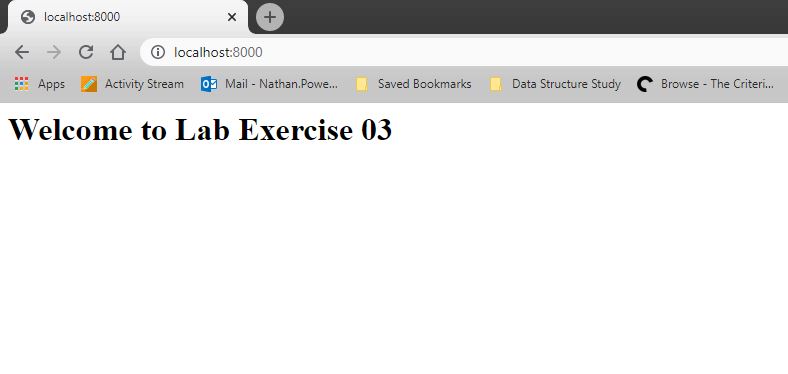 localhost:8000
localhost:8000
Apps Activity Stream Mail - Nathan.Powe... Saved Bookmarks Data Structure Study Browse - The Criteri...
Welcome to Lab Exercise 03